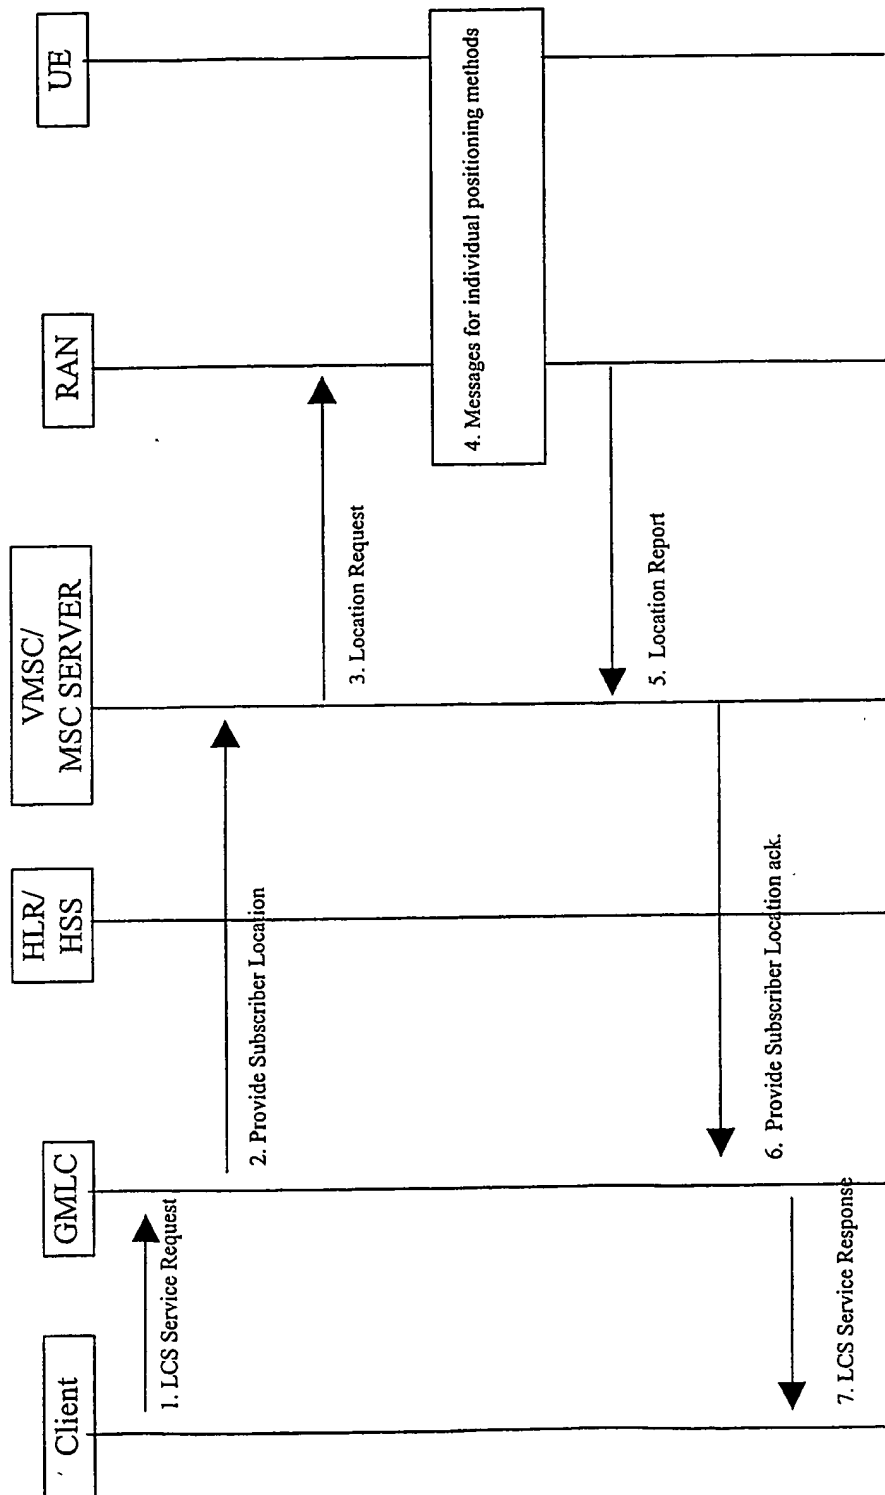 Client
GMLC
HLR/
HSS
VMSC/
MSC SERVER
RAN
UE
1. LCS Service Request
2. Provide Subscriber Location
3. Location Request
4. Messages for individual positioning methods
5. Location Report
6. Provide Subscriber Location ack.
7. LCS Service Response